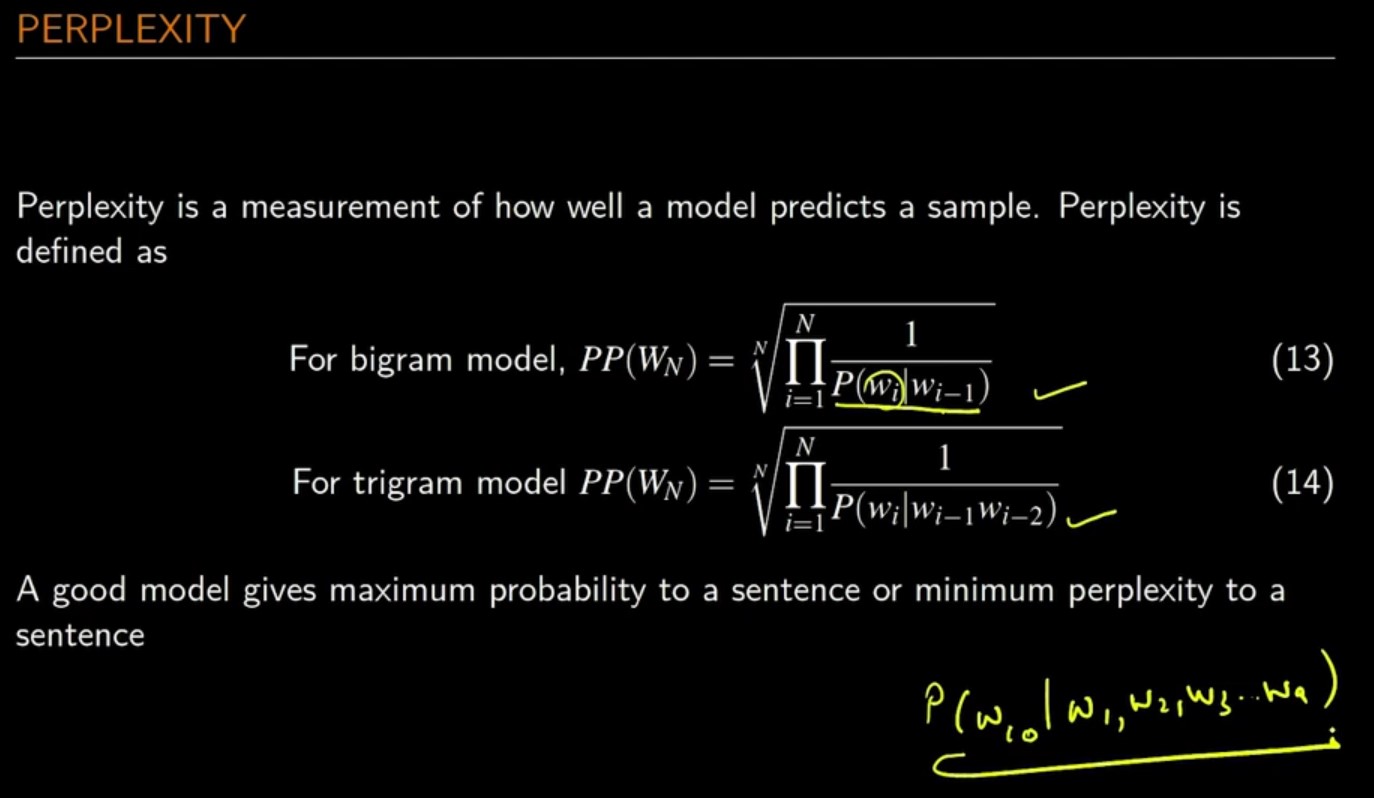 PERPLEXITY
Perplexity is a measurement of how well a model predicts a sample. Perplexity is
defined as
For bigram model, PP(W_N) = \sqrt[N]{\prod_{i=1}^{N} \frac{1}{P(w_i|w_{i-1})}} (13)
For trigram model PP(W_N) = \sqrt[N]{\prod_{i=1}^{N} \frac{1}{P(w_i|w_{i-1}w_{i-2})}} (14)
A good model gives maximum probability to a sentence or minimum perplexity to a
sentence
P(w_{10} | w_1, w_2, w_3 ... w_9)